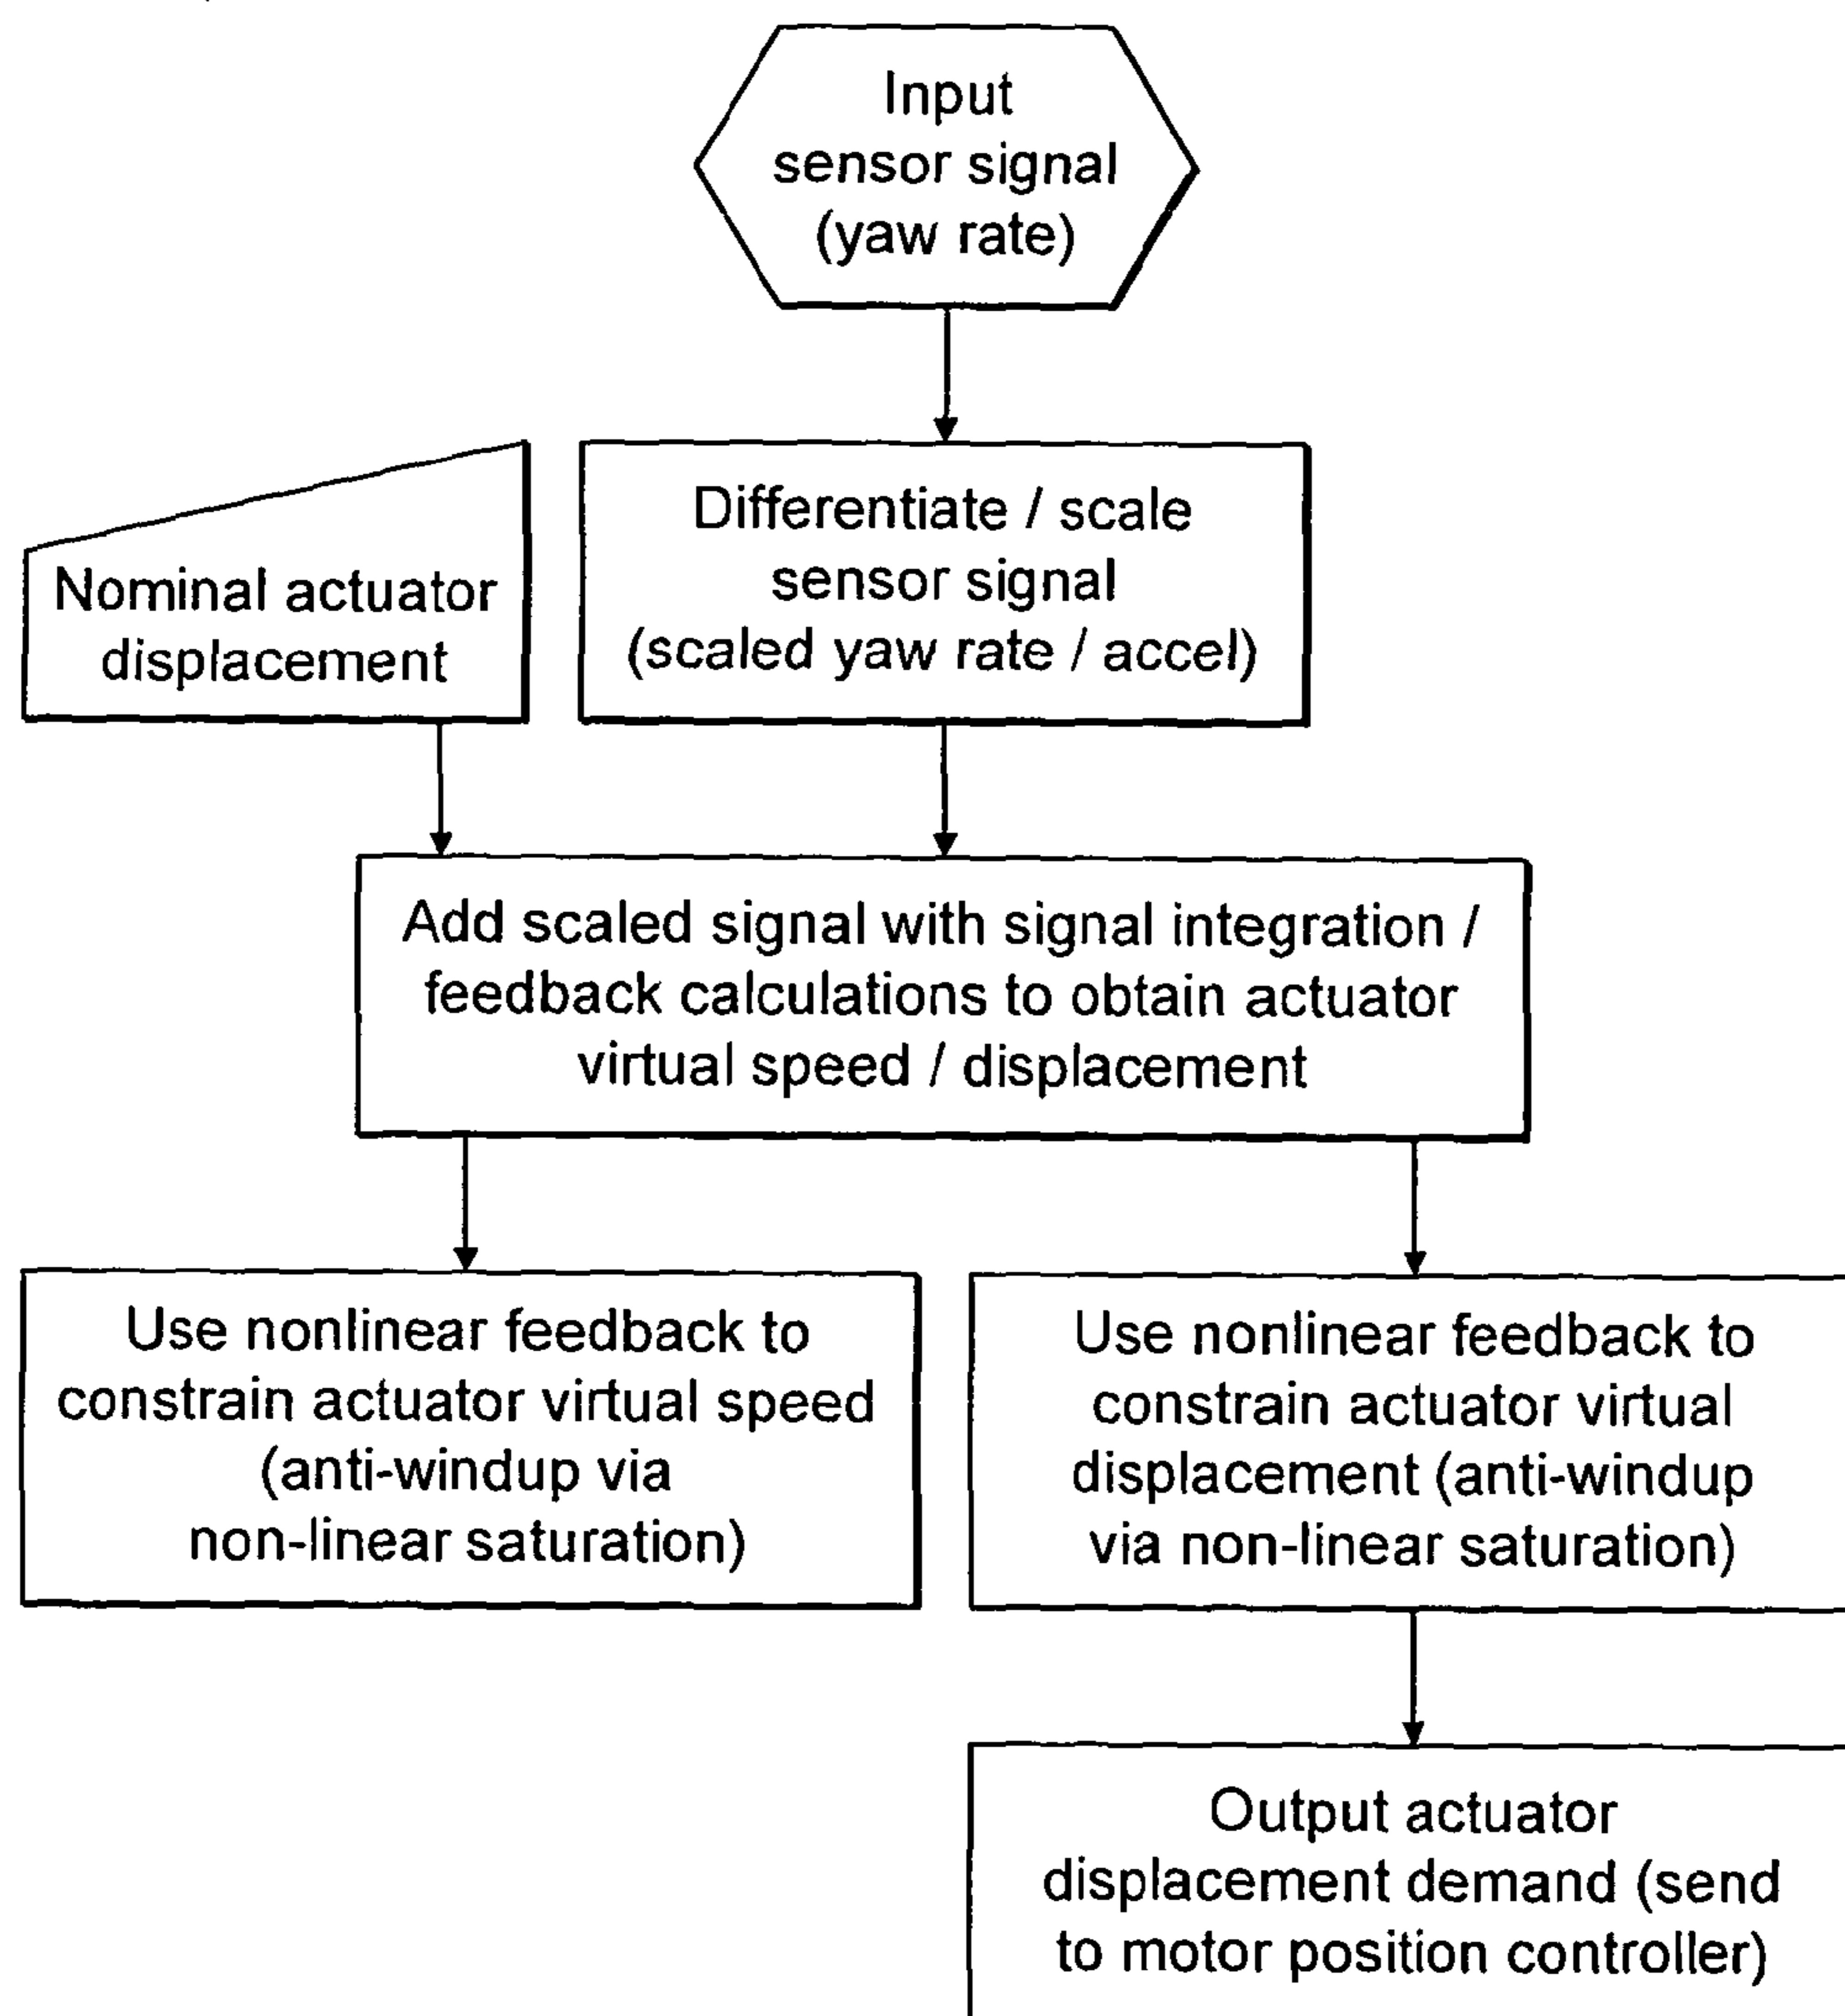 Input
sensor signal
(yaw rate)
Nominal actuator
displacement
Differentiate / scale
sensor signal
(scaled yaw rate / accel)
Add scaled signal with signal integration /
feedback calculations to obtain actuator
virtual speed / displacement
Use nonlinear feedback to
constrain actuator virtual speed
(anti-windup via
non-linear saturation)
Use nonlinear feedback to
constrain actuator virtual
displacement (anti-windup
via non-linear saturation)
Output actuator
displacement demand (send
to motor position controller)